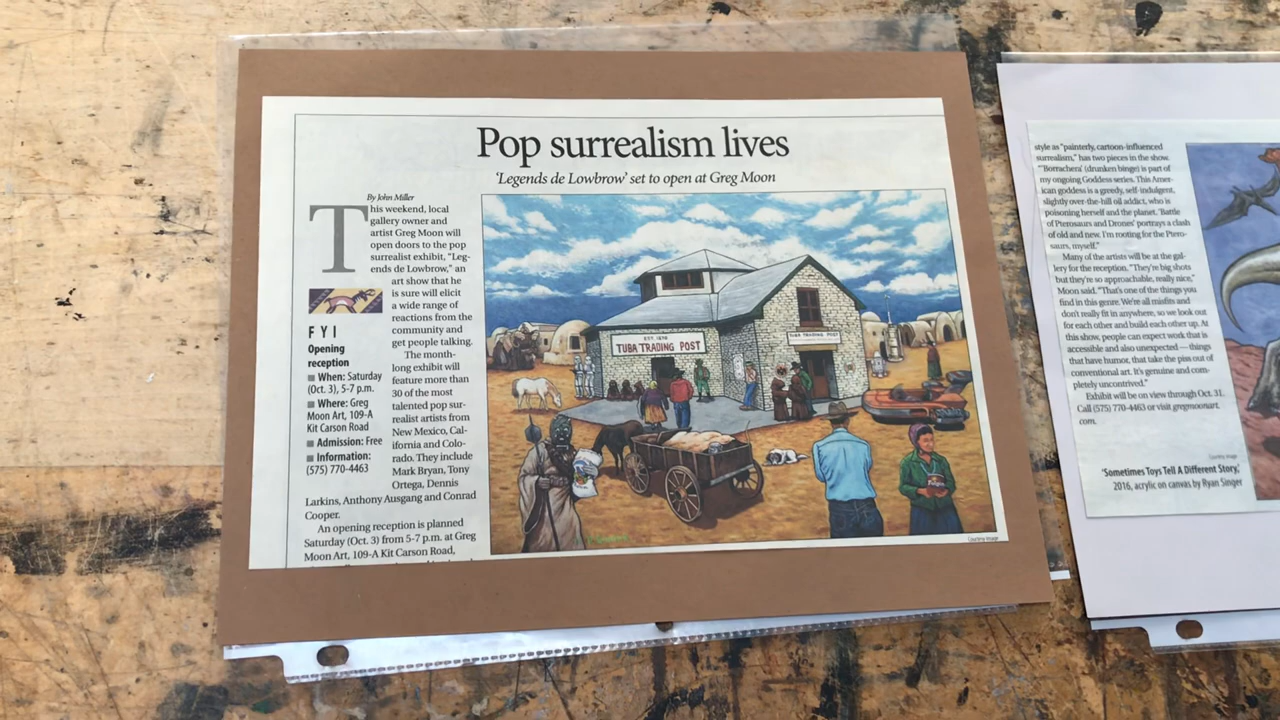 Pop surrealism lives
'Legends de Lowbrow' set to open at Greg Moon
By John Miller
This weekend, local
gallery owner and
artist Greg Moon will
open doors to the pop
surrealist exhibit, "Leg-
ends de Lowbrow," an
art show that he
is sure will elicit
a wide range of
reactions from the
community and
get people talking.
The month-
long exhibit will
feature more than
30 of the most
talented pop sur-
realist artists from
New Mexico, Cal-
ifornia and Colo-
rado. They include
Mark Bryan, Tony
Ortega, Dennis
Larkins, Anthony Ausgang and Conrad
Cooper.
An opening reception is planned
Saturday (Oct. 3) from 5-7 p.m. at Greg
Moon Art, 109-A Kit Carson Road,
FYI
Opening
reception
■ When: Saturday
(Oct. 3), 5-7 p.m.
■ Where: Greg
Moon Art, 109-A
Kit Carson Road
■ Admission: Free
■ Information:
(575) 770-4463
EST. 1870
TUBA TRADING POST
TUBA TRADING POST
Courtesy image
style as "painterly, cartoon-influenced
surrealism," has two pieces in the show.
"'Borrachera' (drunken binge) is part of
my ongoing Goddess series. This Amer-
ican goddess is a greedy, self-indulgent,
slightly over-the-hill oil addict, who is
poisoning herself and the planet. 'Battle
of Pterosaurs and Drones' portrays a clash
of old and new. I'm rooting for the Ptero-
saurs, myself."
Many of the artists will be at the gal-
lery for the reception. "They're big shots
but they're so approachable, really nice,"
Moon said. "That's one of the things you
find in this genre. We're all misfits and
don't really fit in anywhere, so we look out
for each other and build each other up. At
this show, people can expect work that is
accessible and also unexpected — things
that have humor, that take the piss out of
conventional art. It's genuine and com-
pletely uncontrived."
Exhibit will be on view through Oct. 31.
Call (575) 770-4463 or visit gregmoonart.
com.
Courtesy image
'Sometimes Toys Tell A Different Story,'
2016, acrylic on canvas by Ryan Singer